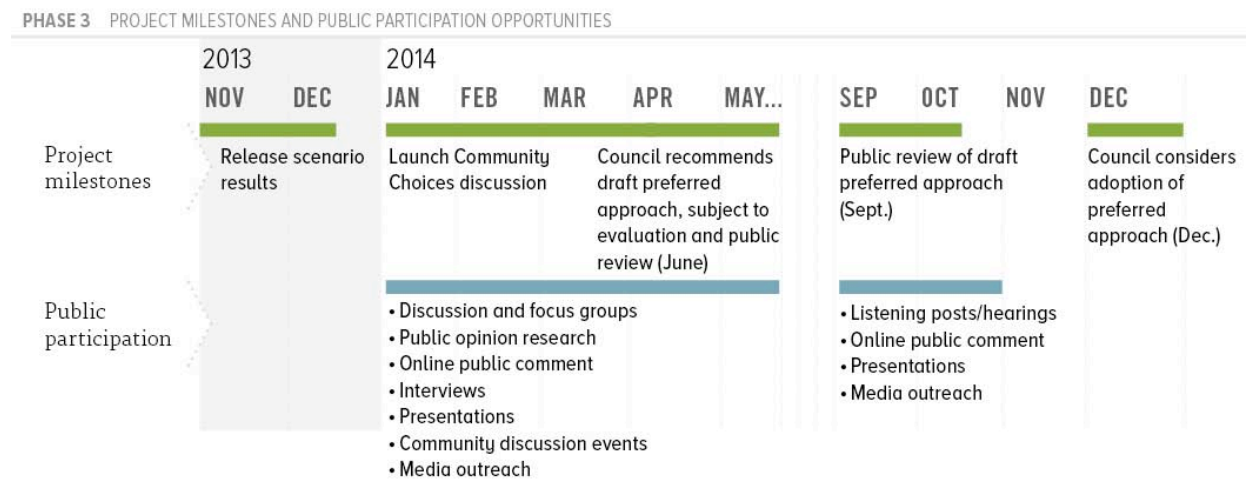 PHASE 3 PROJECT MILESTONES AND PUBLIC PARTICIPATION OPPORTUNITIES
2013 2014
NOV DEC JAN FEB MAR APR MAY... SEP OCT NOV DEC
Project
milestones
Release scenario
results
Launch Community
Choices discussion
Council recommends
draft preferred
approach, subject to
evaluation and public
review (June)
Public review of draft
preferred approach
(Sept.)
Council considers
adoption of
preferred
approach (Dec.)
Public
participation
• Discussion and focus groups
• Public opinion research
• Online public comment
• Interviews
• Presentations
• Community discussion events
• Media outreach
• Listening posts/hearings
• Online public comment
• Presentations
• Media outreach